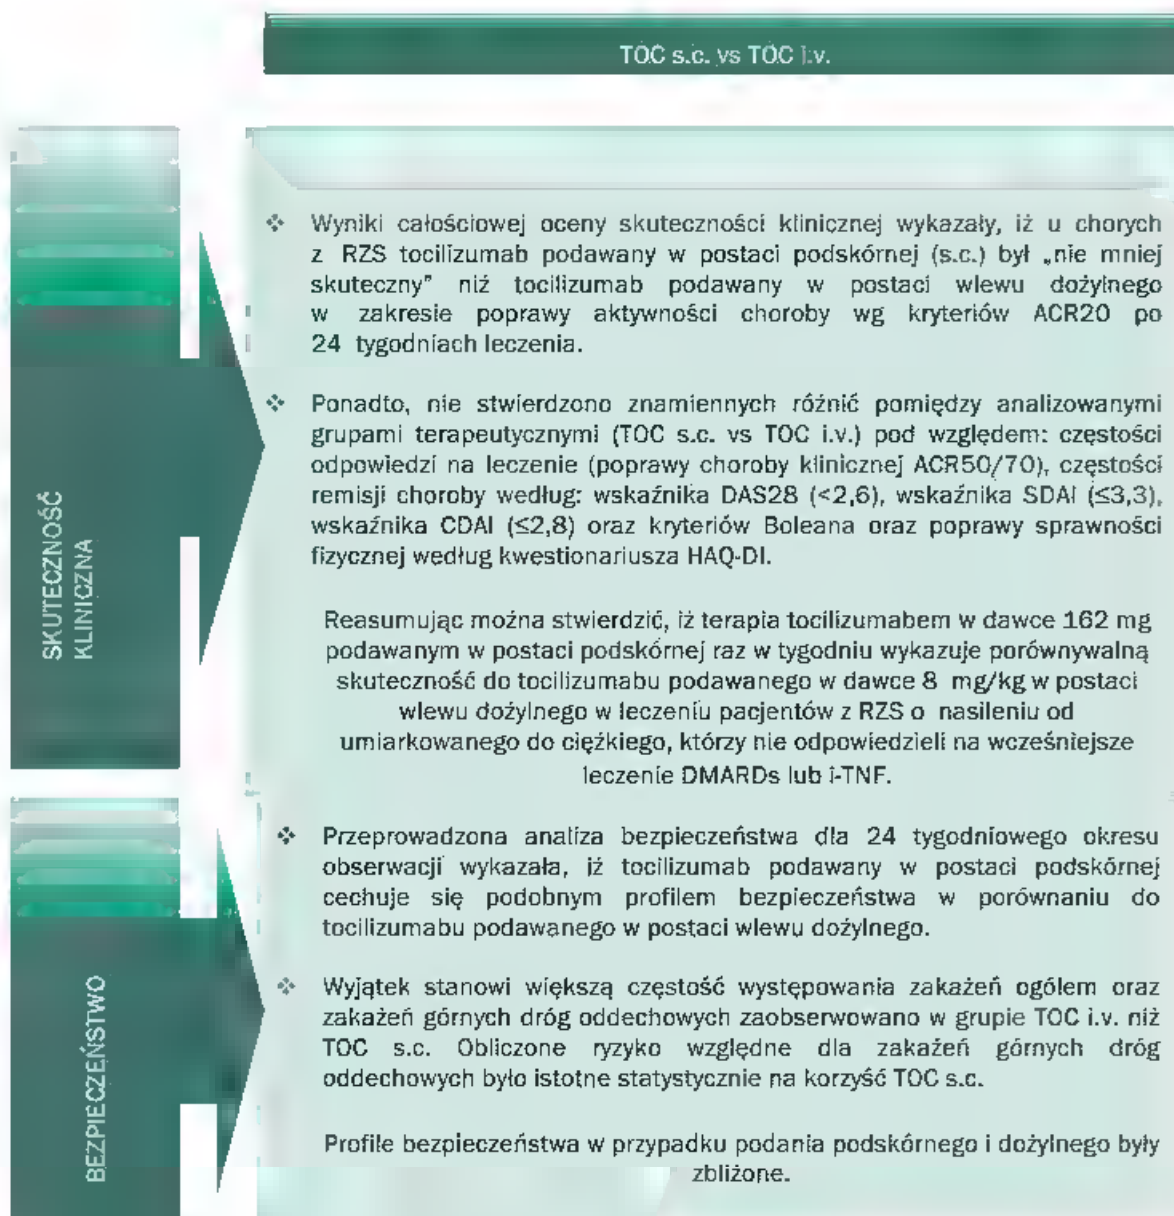 TOC s.c. vs TOC i.v.
SKUTECZNOŚĆ
KLINICZNA
❖ Wyniki całościowej oceny skuteczności klinicznej wykazały, iż u chorych
z RZS tocilizumab podawany w postaci podskórnej (s.c.) był „nie mniej
skuteczny” niż tocilizumab podawany w postaci wlewu dożylnego
w zakresie poprawy aktywności choroby wg kryteriów ACR20 po
24 tygodniach leczenia.
❖ Ponadto, nie stwierdzono znamiennych różnić pomiędzy analizowanymi
grupami terapeutycznymi (TOC s.c. vs TOC i.v.) pod względem: częstości
odpowiedzi na leczenie (poprawy choroby klinicznej ACR50/70), częstości
remisji choroby według: wskaźnika DAS28 (<2,6), wskaźnika SDAI (≤3,3),
wskaźnika CDAI (≤2,8) oraz kryteriów Boleana oraz poprawy sprawności
fizycznej według kwestionariusza HAQ-DI.
Reasumując można stwierdzić, iż terapia tocilizumabem w dawce 162 mg
podawanym w postaci podskórnej raz w tygodniu wykazuje porównywalną
skuteczność do tocilizumabu podawanego w dawce 8 mg/kg w postaci
wlewu dożylnego w leczeniu pacjentów z RZS o nasileniu od
umiarkowanego do ciężkiego, którzy nie odpowiedzieli na wcześniejsze
leczenie DMARDs lub i-TNF.
BEZPIECZEŃSTWO
❖ Przeprowadzona analiza bezpieczeństwa dla 24 tygodniowego okresu
obserwacji wykazała, iż tocilizumab podawany w postaci podskórnej
cechuje się podobnym profilem bezpieczeństwa w porównaniu do
tocilizumabu podawanego w postaci wlewu dożylnego.
❖ Wyjątek stanowi większą częstość występowania zakażeń ogółem oraz
zakażeń górnych dróg oddechowych zaobserwowano w grupie TOC i.v. niż
TOC s.c. Obliczone ryzyko względne dla zakażeń górnych dróg
oddechowych było istotne statystycznie na korzyść TOC s.c.
Profile bezpieczeństwa w przypadku podania podskórnego i dożylnego były
zbliżone.